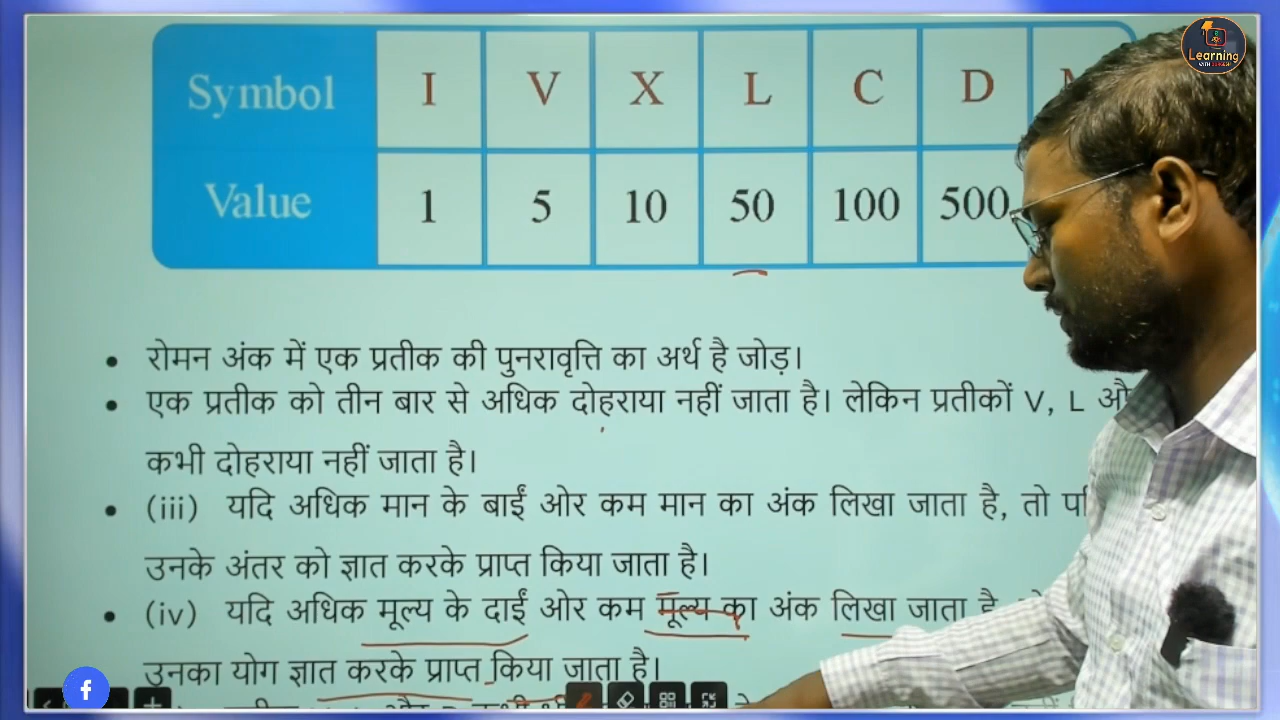 Learning
Symbol I V X L C D
Value 1 5 10 50 100 500
• रोमन अंक में एक प्रतीक की पुनरावृत्ति का अर्थ है जोड़।
• एक प्रतीक को तीन बार से अधिक दोहराया नहीं जाता है। लेकिन प्रतीकों V, L
कभी दोहराया नहीं जाता है।
• (iii) यदि अधिक मान के बाईं ओर कम मान का अंक लिखा जाता है, तो
उनके अंतर को ज्ञात करके प्राप्त किया जाता है।
• (iv) यदि अधिक मूल्य के दाईं ओर कम मूल्य का अंक लिखा जाता है
उनका योग ज्ञात करके प्राप्त किया जाता है।
f